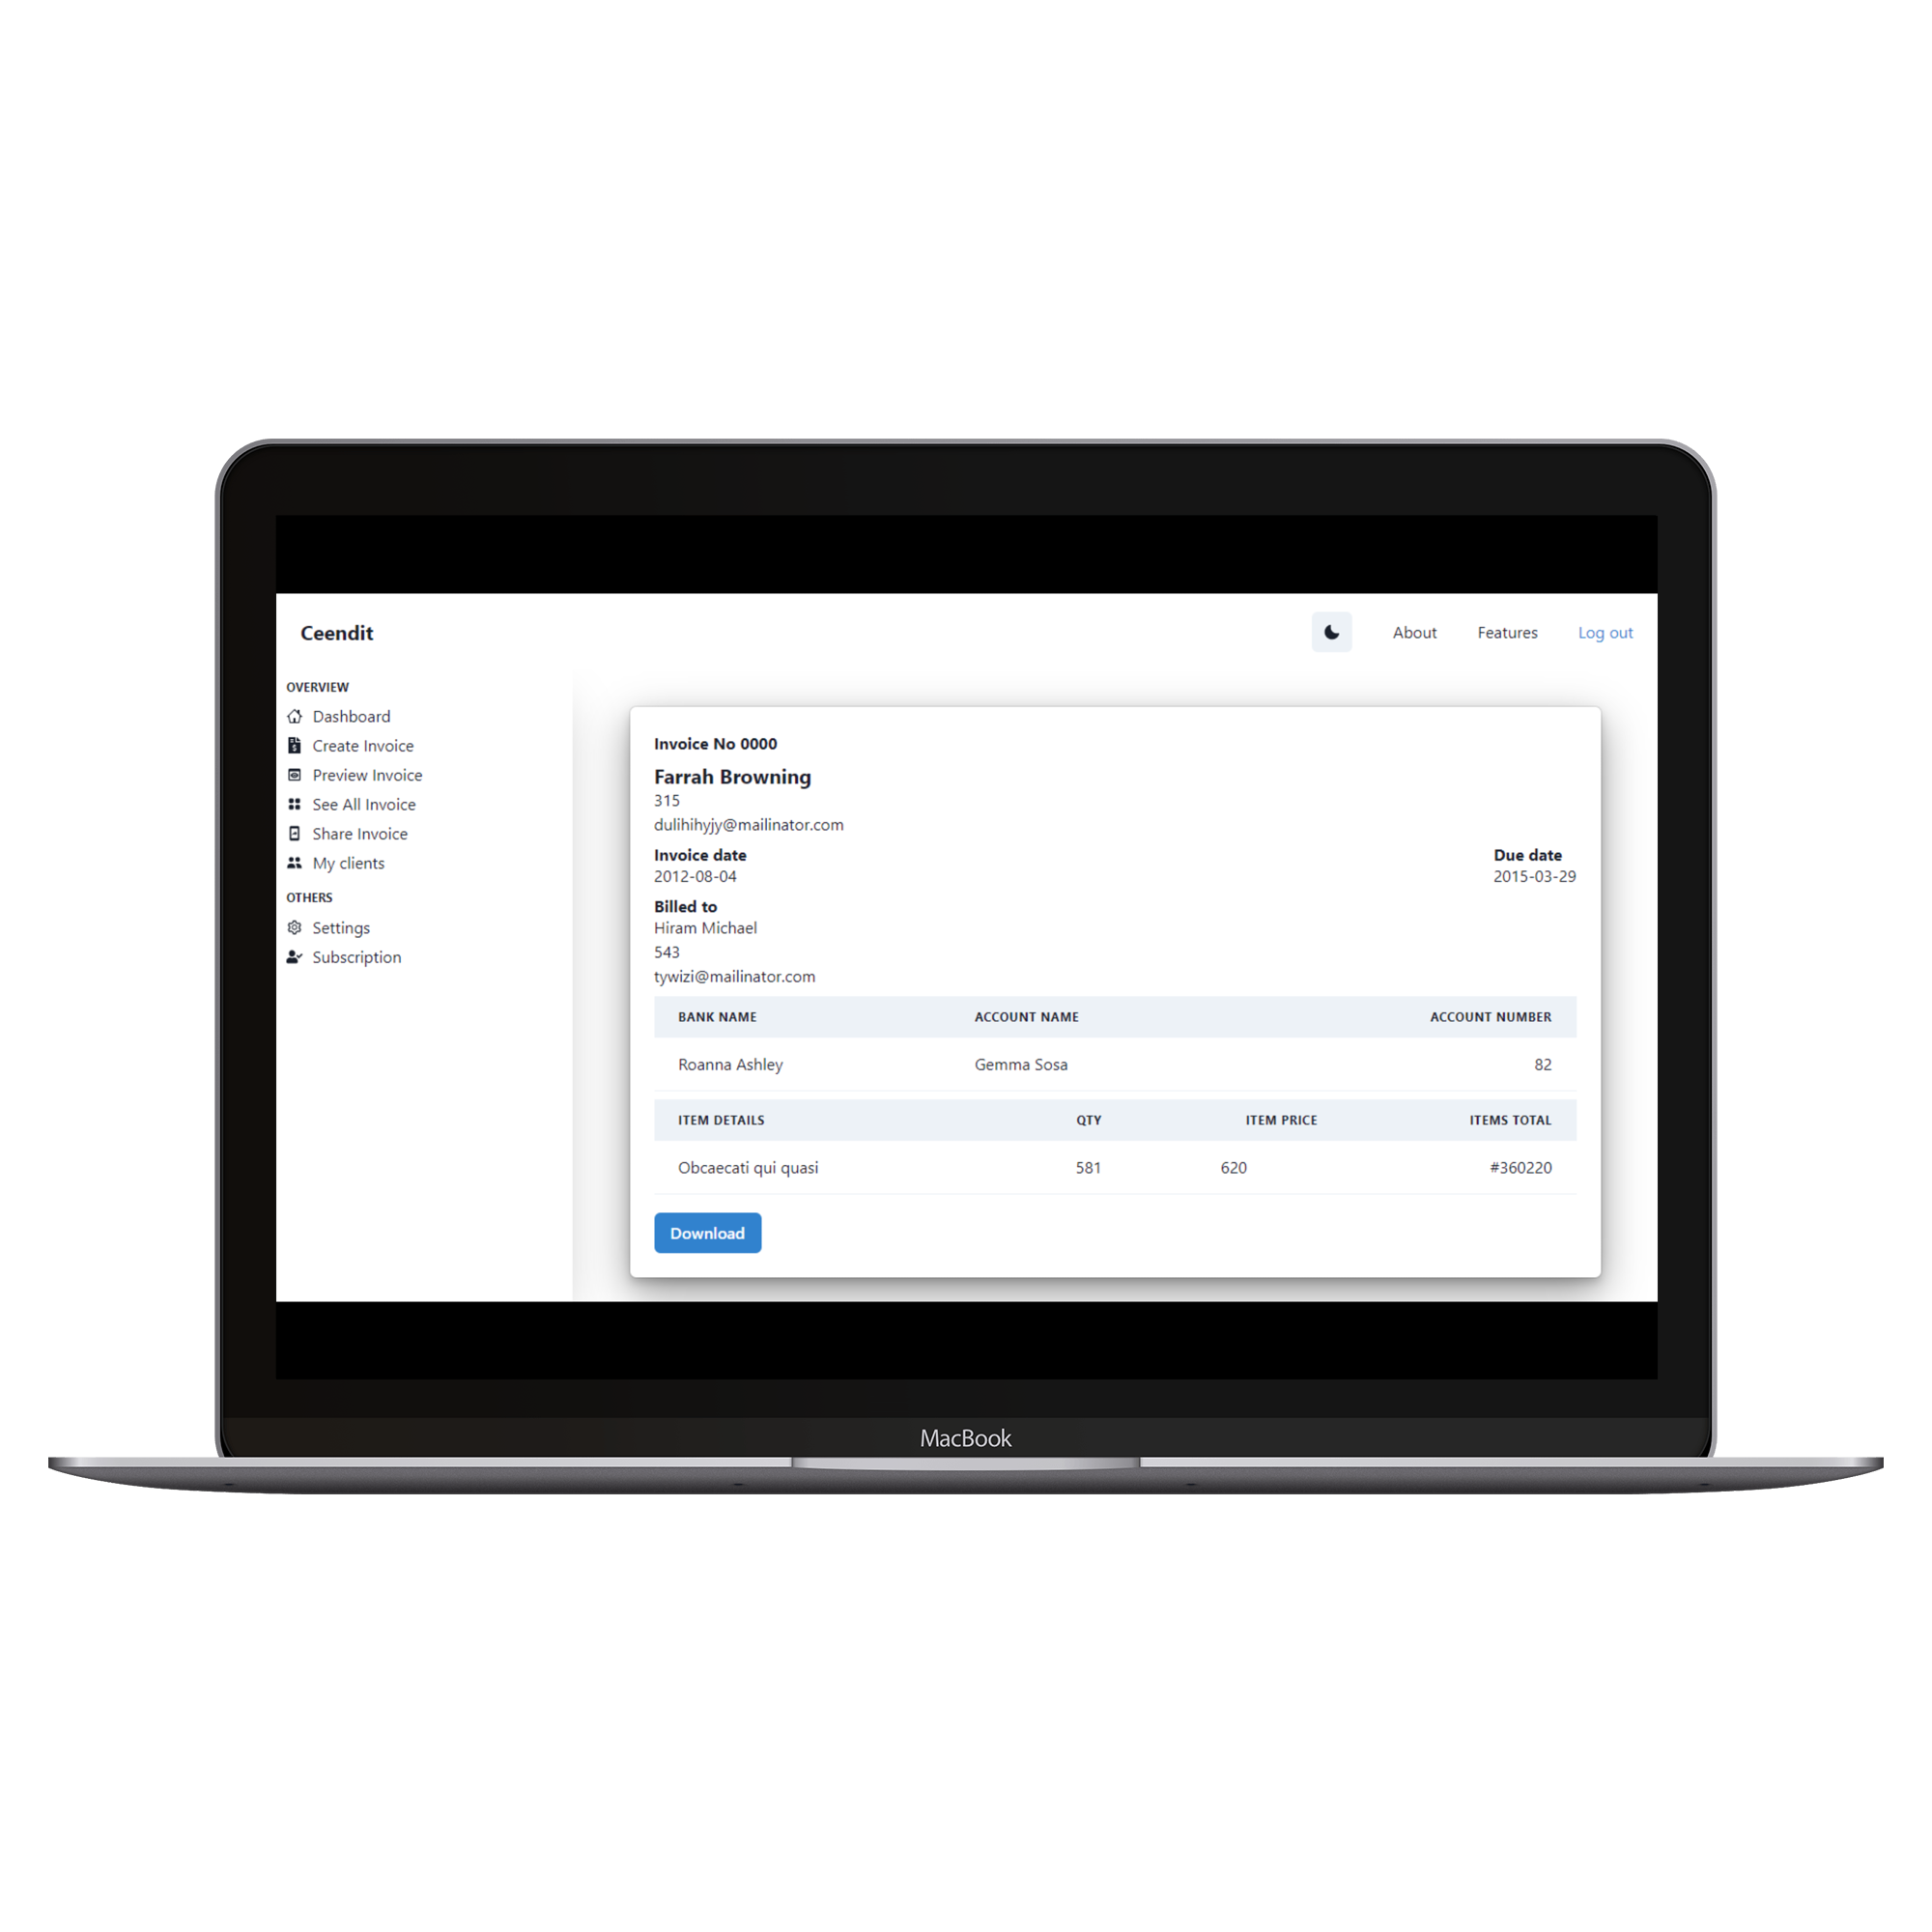 Ceendit
About Features Log out
OVERVIEW
Dashboard
Create Invoice
Preview Invoice
See All Invoice
Share Invoice
My clients
OTHERS
Settings
Subscription
Invoice No 0000
Farrah Browning
315
dulihihyjy@mailinator.com
Invoice date Due date
2012-08-04 2015-03-29
Billed to
Hiram Michael
543
tywizi@mailinator.com
BANK NAME ACCOUNT NAME ACCOUNT NUMBER
Roanna Ashley Gemma Sosa 82
ITEM DETAILS QTY ITEM PRICE ITEMS TOTAL
Obcaecati qui quasi 581 620 #360220
Download
MacBook